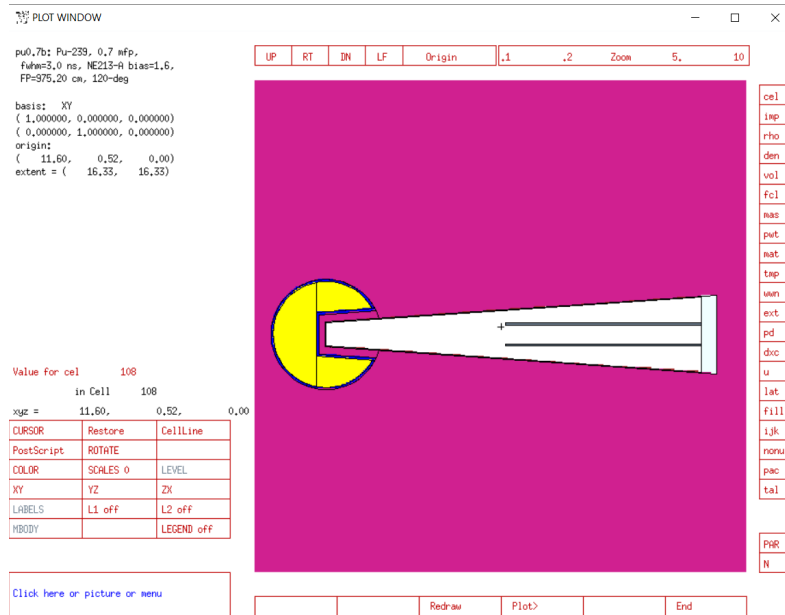 PLOT WINDOW
pu0.7b: Pu-239, 0.7 mfp,
fwhm=3.0 ns, NE213-A bias=1.6,
FP=975.20 cm, 120-deg
basis: XY
( 1.000000, 0.000000, 0.000000)
( 0.000000, 1.000000, 0.000000)
origin:
( 11.60, 0.52, 0.00)
extent = ( 16.33, 16.33)
UP RT DN LF Origin .1 .2 Zoom 5. 10
cel
imp
rho
den
vol
fcl
mas
pwt
mat
tmp
wwn
ext
pd
dxc
u
lat
fill
ijk
nonu
pac
tal
PAR
N
Value for cel 108
in Cell 108
xyz = 11.60, 0.52, 0.00
CURSOR Restore CellLine
PostScript ROTATE
COLOR SCALES 0 LEVEL
XY YZ ZX
LABELS L1 off L2 off
MBODY LEGEND off
Click here or picture or menu
Redraw Plot> End